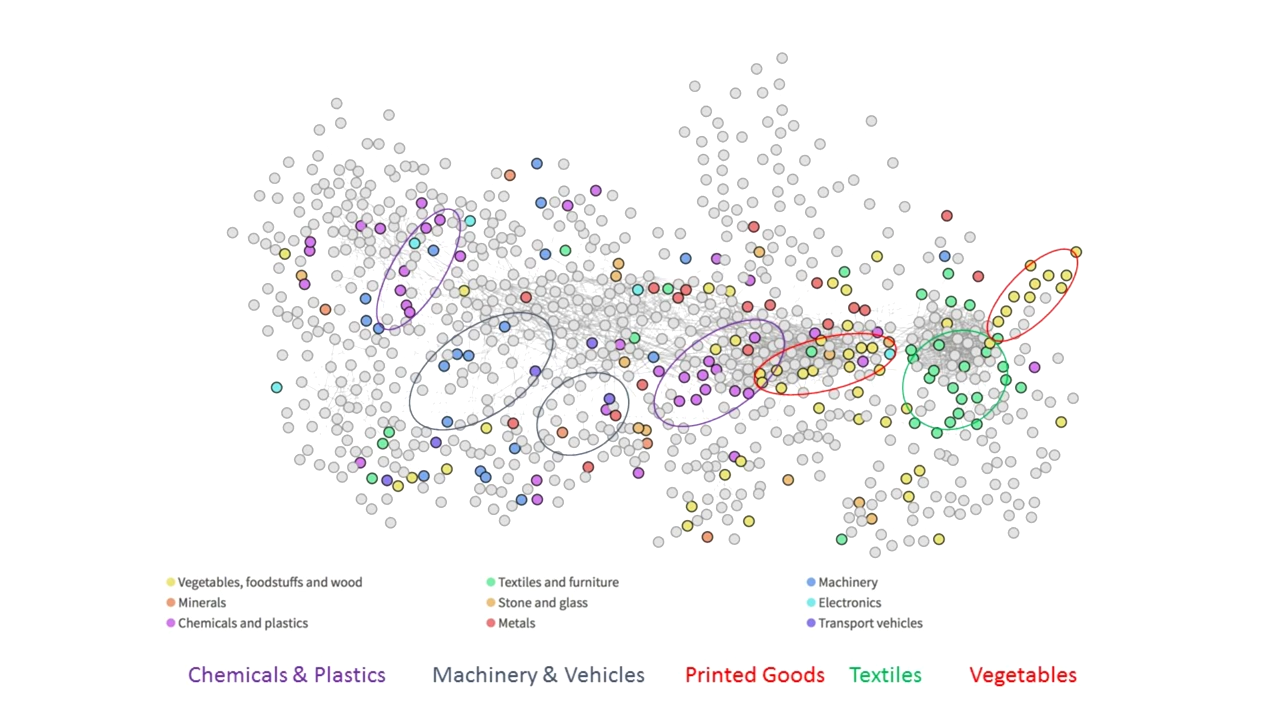 Vegetables, foodstuffs and wood
Minerals
Chemicals and plastics
Textiles and furniture
Stone and glass
Metals
Machinery
Electronics
Transport vehicles
Chemicals & Plastics
Machinery & Vehicles
Printed Goods
Textiles
Vegetables